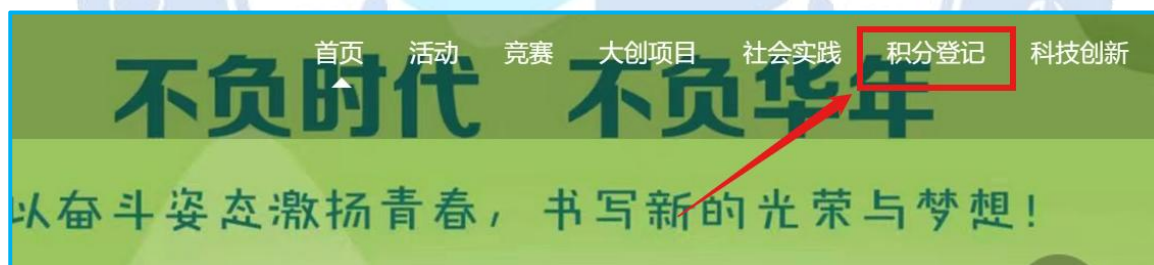 首页 活动 竞赛 大创项目 社会实践 积分登记 科技创新
不负时代 不负华年
以奋斗姿态激扬青春，书写新的光荣与梦想！